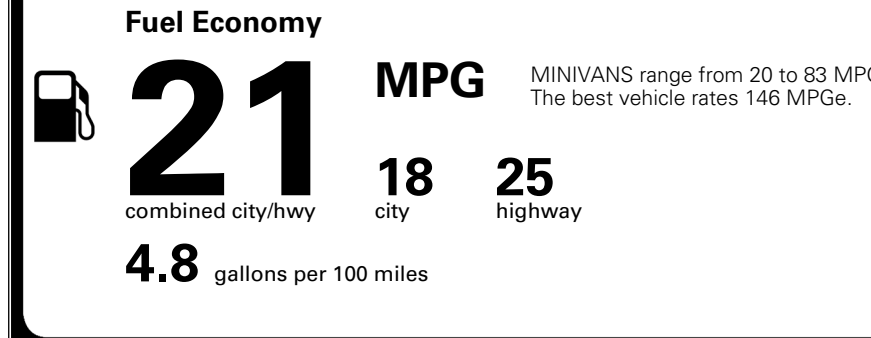 Fuel Economy
21 MPG
MINIVANS range from 20 to 83
The best vehicle rates 146 MPGe.
18 25
combined city/hwy city highway
4.8 gallons per 100 miles